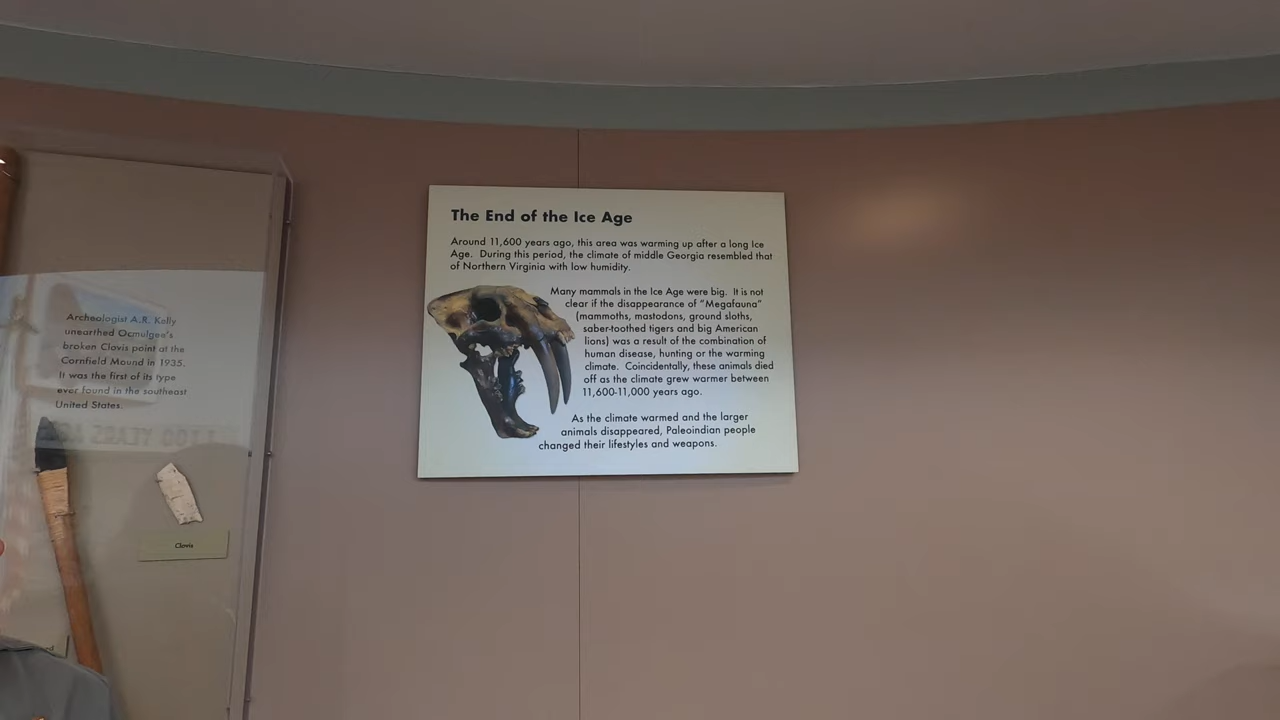 The End of the Ice Age
Around 11,600 years ago, this area was warming up after a long Ice
Age. During this period, the climate of middle Georgia resembled that
of Northern Virginia with low humidity.
Many mammals in the Ice Age were big. It is not
clear if the disappearance of "Megafauna"
(mammoths, mastodons, ground sloths,
saber-toothed tigers and big American
lions) was a result of the combination of
human disease, hunting or the warming
climate. Coincidentally, these animals died
off as the climate grew warmer between
11,600-11,000 years ago.
As the climate warmed and the larger
animals disappeared, Paleoindian people
changed their lifestyles and weapons.
Archeologist A.R. Kelly
unearthed Ocmulgee's
broken Clovis point at the
Cornfield Mound in 1935.
It was the first of its type
ever found in the southeast
United States.
Clovis